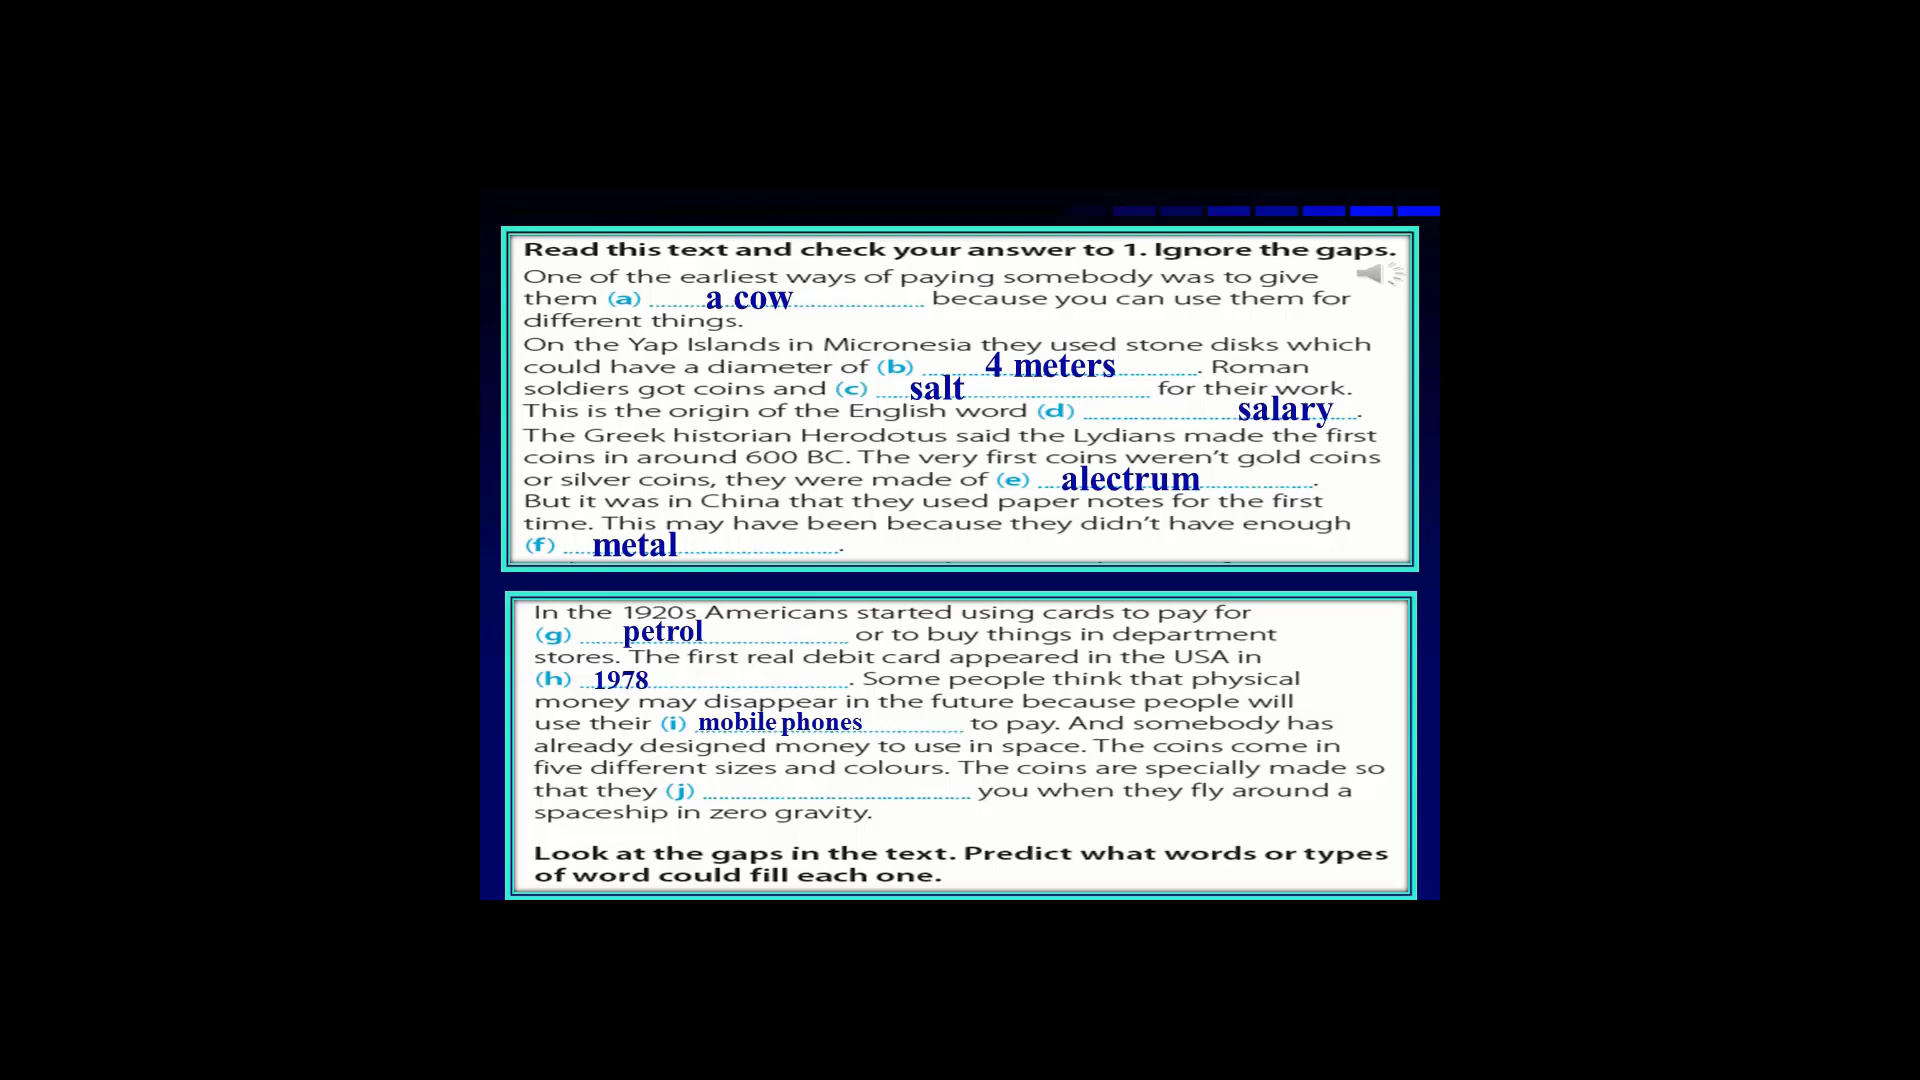 Read this text and check your answer to 1. Ignore the gaps.
One of the earliest ways of paying somebody was to give
them (a) a cow because you can use them for
different things.
On the Yap Islands in Micronesia they used stone disks which
could have a diameter of (b) 4 meters. Roman
soldiers got coins and (c) salt for their work.
This is the origin of the English word (d) salary.
The Greek historian Herodotus said the Lydians made the first
coins in around 600 BC. The very first coins weren't gold coins
or silver coins, they were made of (e) alectrum.
But it was in China that they used paper notes for the first
time. This may have been because they didn't have enough
(f) metal.
In the 1920s Americans started using cards to pay for
(g) petrol or to buy things in department
stores. The first real debit card appeared in the USA in
(h) 1978. Some people think that physical
money may disappear in the future because people will
use their (i) mobile phones to pay. And somebody has
already designed money to use in space. The coins come in
five different sizes and colours. The coins are specially made so
that they (j) ........ you when they fly around a
spaceship in zero gravity.
Look at the gaps in the text. Predict what words or types
of word could fill each one.